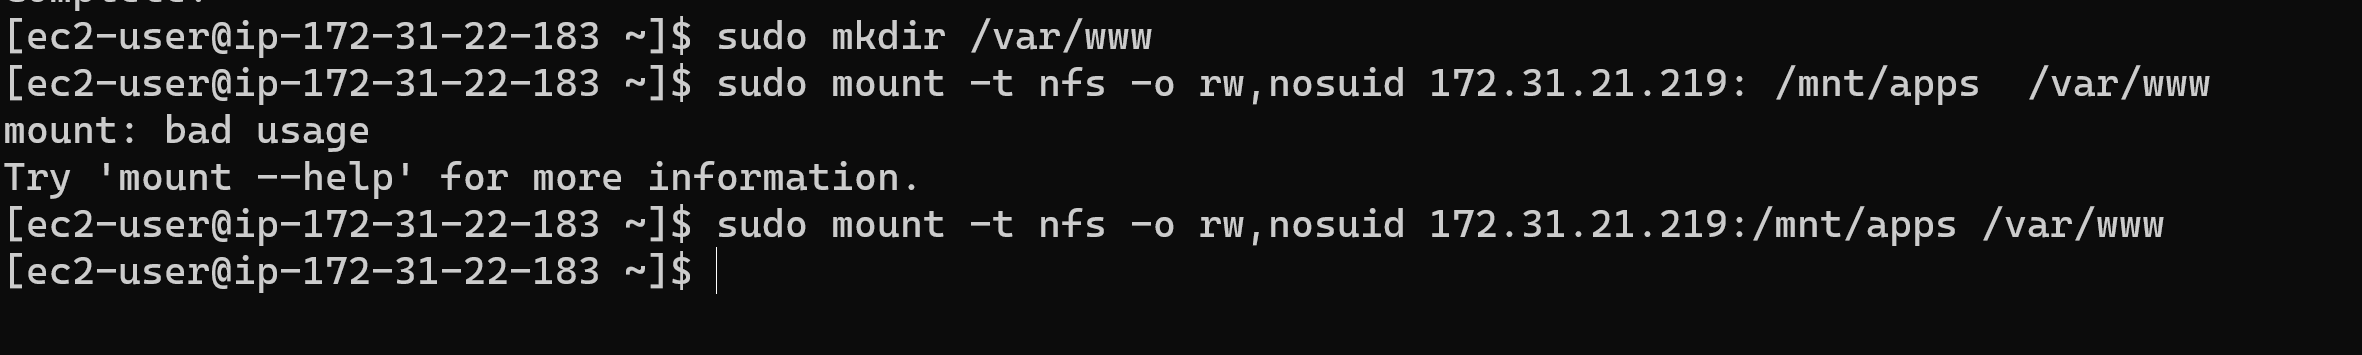 [ec2-user@ip-172-31-22-183 ~]$ sudo mkdir /var/www
[ec2-user@ip-172-31-22-183 ~]$ sudo mount -t nfs -o rw,nosuid 172.31.21.219: /mnt/apps  /var/www
mount: bad usage
Try 'mount --help' for more information.
[ec2-user@ip-172-31-22-183 ~]$ sudo mount -t nfs -o rw,nosuid 172.31.21.219:/mnt/apps /var/www
[ec2-user@ip-172-31-22-183 ~]$